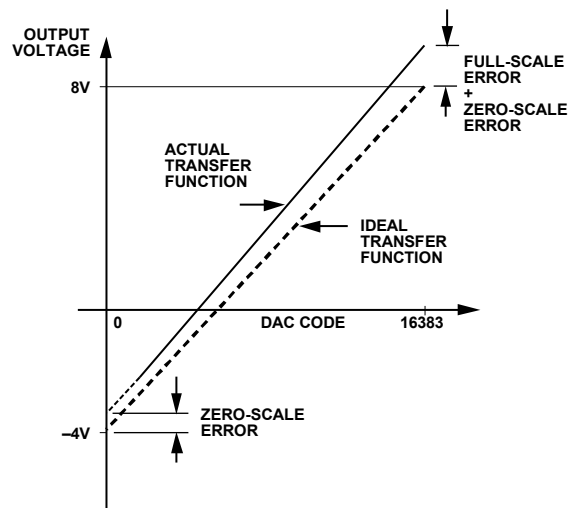 OUTPUT
VOLTAGE
8V
FULL-SCALE
ERROR
+
ZERO-SCALE
ERROR
ACTUAL
TRANSFER
FUNCTION
IDEAL
TRANSFER
FUNCTION
0
DAC CODE
16383
ZERO-SCALE
ERROR
–4V